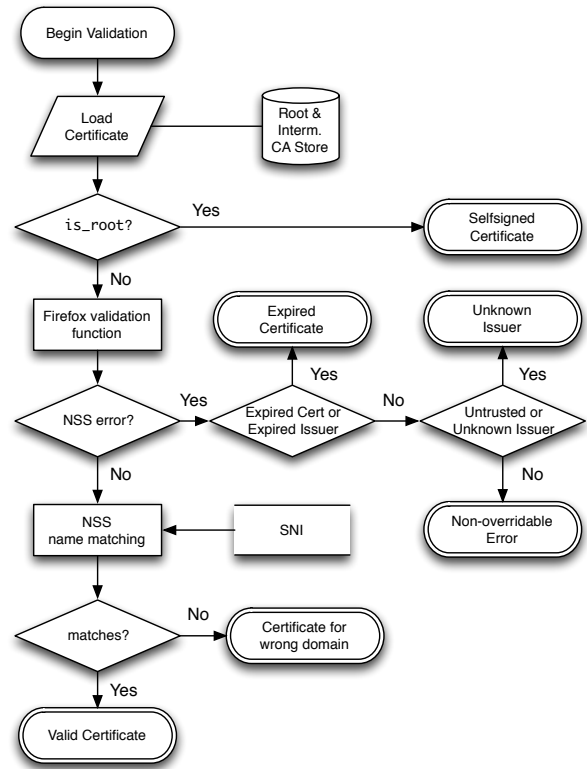 Begin Validation
Load
Certificate
Root &
Interm.
CA Store
is_root?
Yes
Selfsigned
Certificate
No
Firefox validation
function
Expired
Certificate
Unknown
Issuer
Yes
Yes
NSS error?
Yes
Expired Cert or
Expired Issuer
No
Untrusted or
Unknown Issuer
No
No
NSS
name matching
SNI
Non-overridable
Error
matches?
No
Certificate for
wrong domain
Yes
Valid Certificate